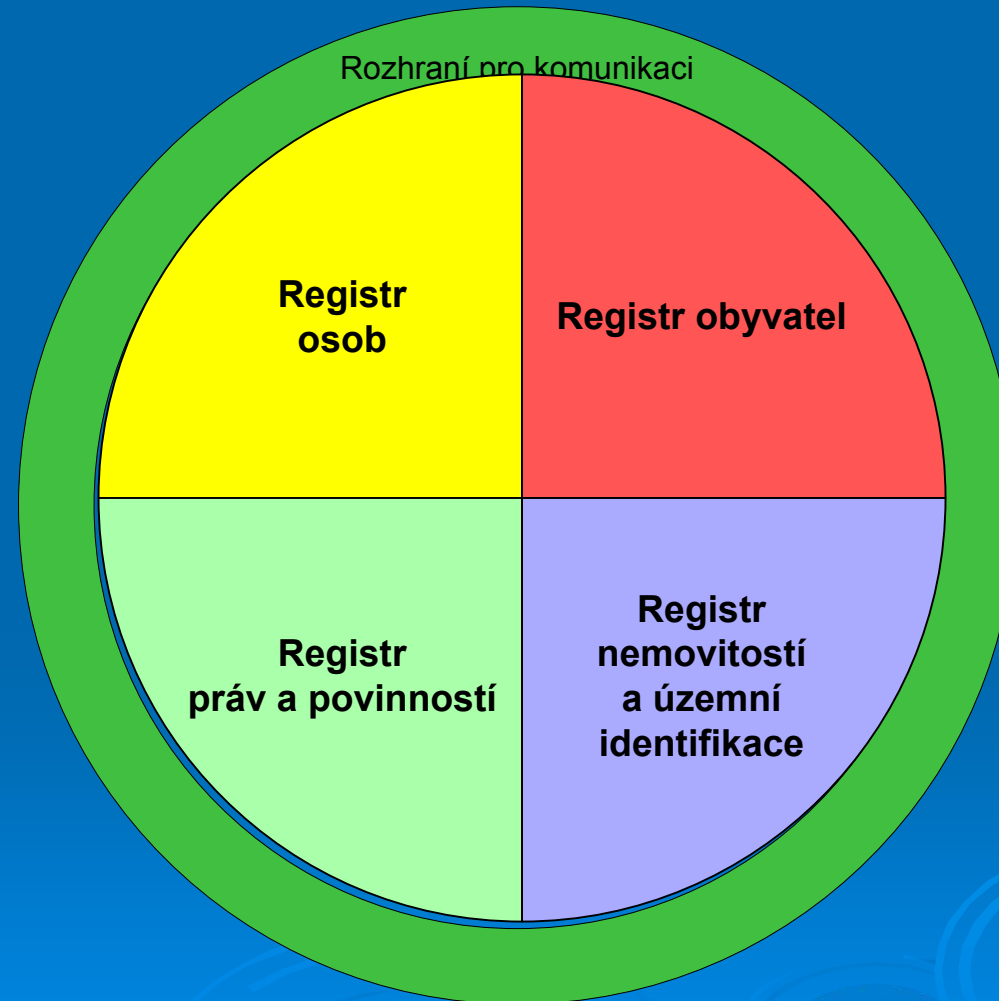 Rozhraní pro komunikaci
Registr
osob
Registr obyvatel
Registr
práv a povinností
Registr
nemovitostí
a územní
identifikace